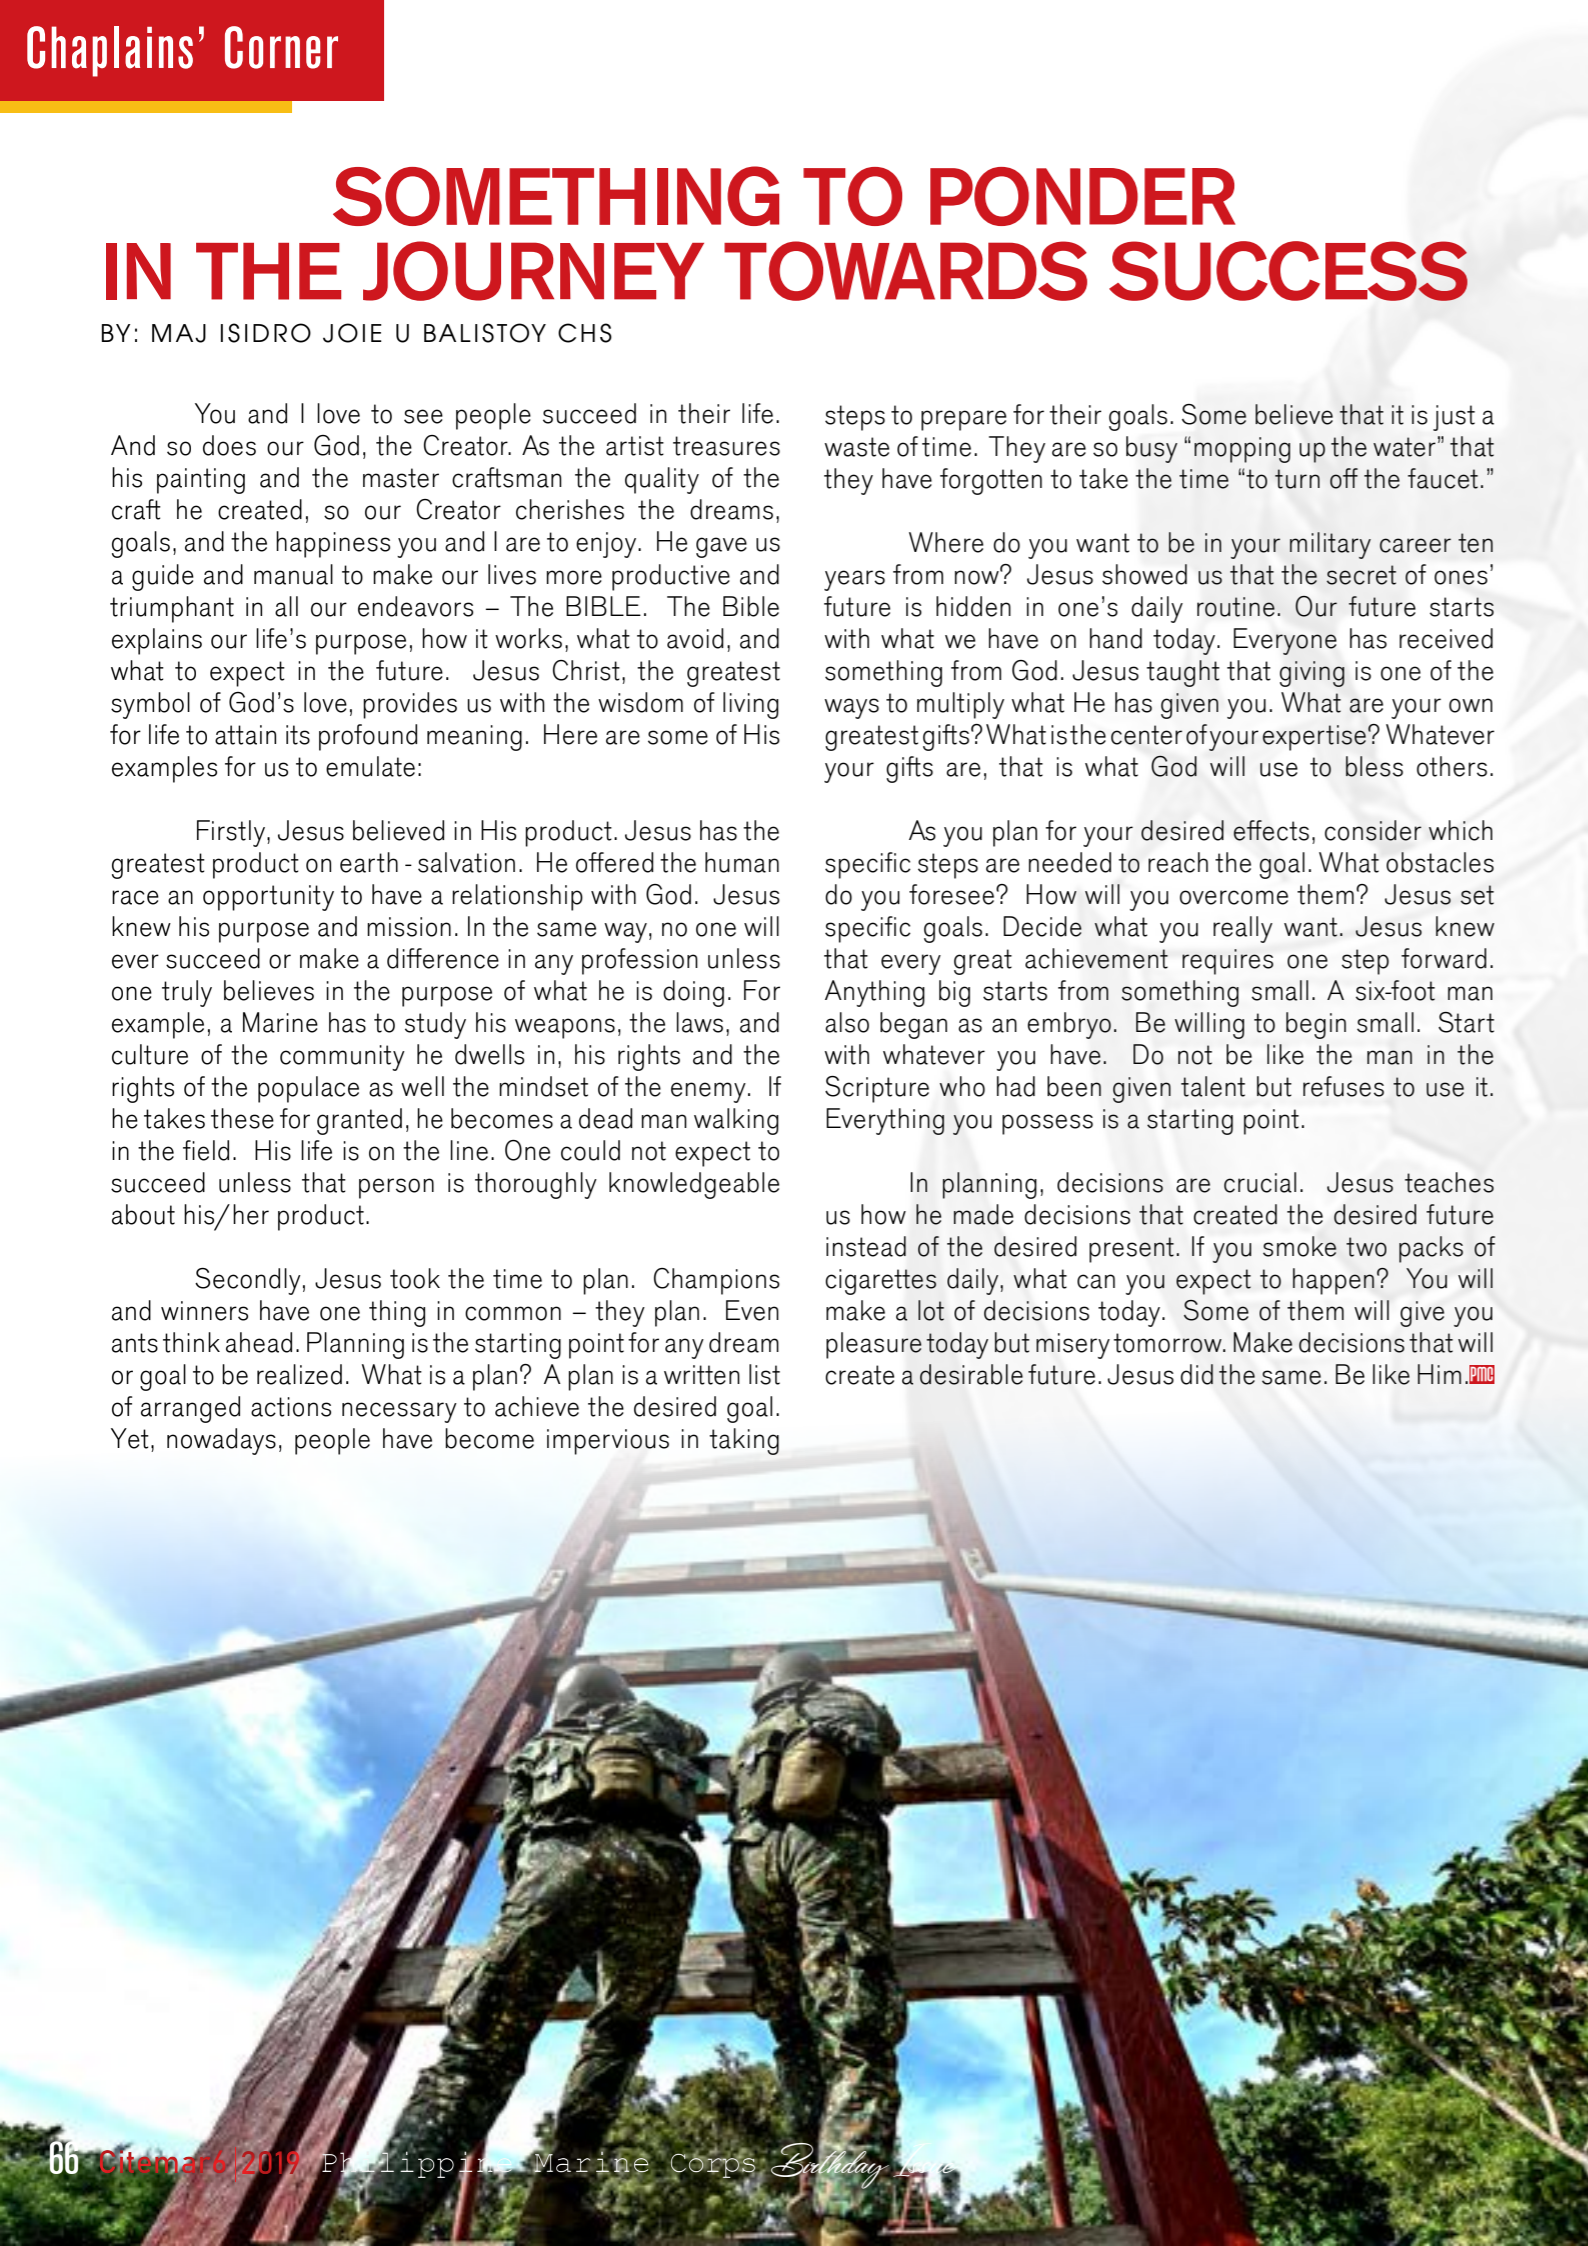 Chaplains’ Corner
SOMETHING TO PONDER
IN THE JOURNEY TOWARDS SUCCESS
BY: MAJ ISIDRO JOIE U BALISTOY CHS
You and I love to see people succeed in their life.
And so does our God, the Creator. As the artist treasures
his painting and the master craftsman the quality of the
craft he created, so our Creator cherishes the dreams,
goals, and the happiness you and I are to enjoy. He gave us
a guide and manual to make our lives more productive and
triumphant in all our endeavors – The BIBLE. The Bible
explains our life’s purpose, how it works, what to avoid, and
what to expect in the future. Jesus Christ, the greatest
symbol of God’s love, provides us with the wisdom of living
for life to attain its profound meaning. Here are some of His
examples for us to emulate:
Firstly, Jesus believed in His product. Jesus has the
greatest product on earth - salvation. He offered the human
race an opportunity to have a relationship with God. Jesus
knew his purpose and mission. In the same way, no one will
ever succeed or make a difference in any profession unless
one truly believes in the purpose of what he is doing. For
example, a Marine has to study his weapons, the laws, and
culture of the community he dwells in, his rights and the
rights of the populace as well the mindset of the enemy. If
he takes these for granted, he becomes a dead man walking
in the field. His life is on the line. One could not expect to
succeed unless that person is thoroughly knowledgeable
about his/her product.
Secondly, Jesus took the time to plan. Champions
and winners have one thing in common – they plan. Even
ants think ahead. Planning is the starting point for any dream
or goal to be realized. What is a plan? A plan is a written list
of arranged actions necessary to achieve the desired goal.
Yet, nowadays, people have become impervious in taking
steps to prepare for their goals. Some believe that it is just a
waste of time. They are so busy “mopping up the water” that
they have forgotten to take the time “to turn off the faucet.”
Where do you want to be in your military career ten
years from now? Jesus showed us that the secret of ones’
future is hidden in one’s daily routine. Our future starts
with what we have on hand today. Everyone has received
something from God. Jesus taught that giving is one of the
ways to multiply what He has given you. What are your own
greatest gifts? What is the center of your expertise? Whatever
your gifts are, that is what God will use to bless others.
As you plan for your desired effects, consider which
specific steps are needed to reach the goal. What obstacles
do you foresee? How will you overcome them? Jesus set
specific goals. Decide what you really want. Jesus knew
that every great achievement requires one step forward.
Anything big starts from something small. A six-foot man
also began as an embryo. Be willing to begin small. Start
with whatever you have. Do not be like the man in the
Scripture who had been given talent but refuses to use it.
Everything you possess is a starting point.
In planning, decisions are crucial. Jesus teaches
us how he made decisions that created the desired future
instead of the desired present. If you smoke two packs of
cigarettes daily, what can you expect to happen? You will
make a lot of decisions today. Some of them will give you
pleasure today but misery tomorrow. Make decisions that will
create a desirable future. Jesus did the same. Be like Him. PMC
66 Citemar6 | 2019 Philippine Marine Corps Birthday Issue